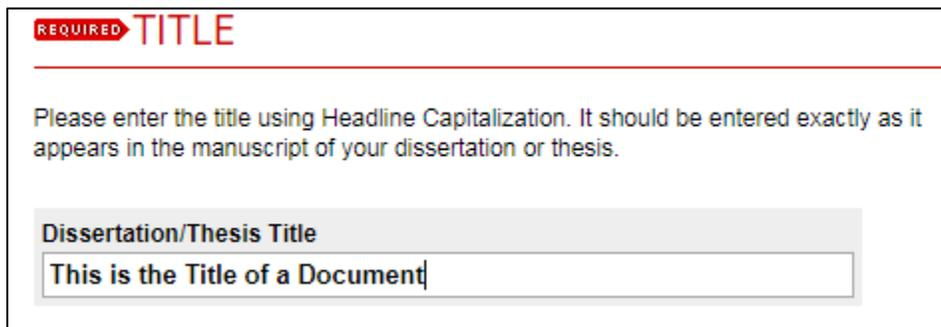 REQUIRED TITLE
Please enter the title using Headline Capitalization. It should be entered exactly as it
appears in the manuscript of your dissertation or thesis.
Dissertation/Thesis Title
This is the Title of a Document